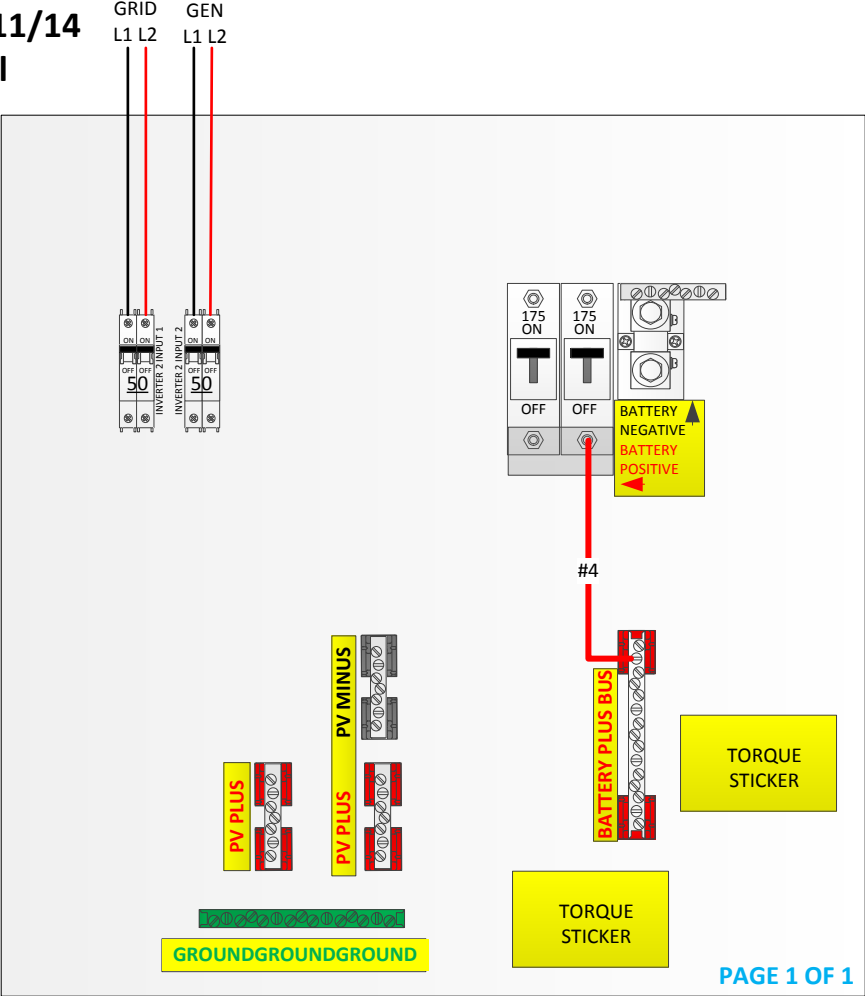 11/14
GRID
L1 L2
GEN
L1 L2
ON ON
OFF OFF
50
INVERTER 2 INPUT 1
ON ON
OFF OFF
50
INVERTER 2 INPUT 2
175
ON
OFF
175
ON
OFF
BATTERY
NEGATIVE
BATTERY
POSITIVE
#4
PV MINUS
PV PLUS
PV PLUS
BATTERY PLUS BUS
TORQUE
STICKER
TORQUE
STICKER
GROUNDGROUNDGROUND
PAGE 1 OF 1